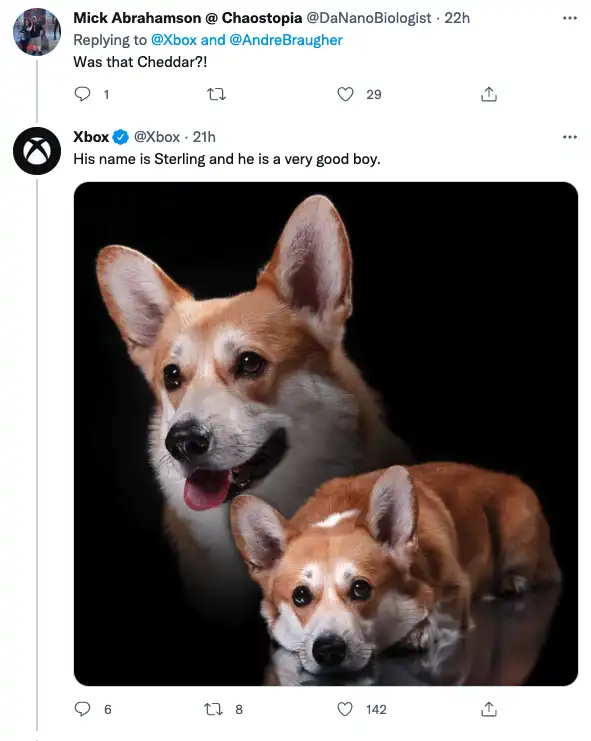 Mick Abrahamson @ Chaostopia @DaNanoBiologist · 22h
Replying to @Xbox and @AndreBraugher
Was that Cheddar?!
1 29
Xbox @Xbox · 21h
His name is Sterling and he is a very good boy.
6 8 142